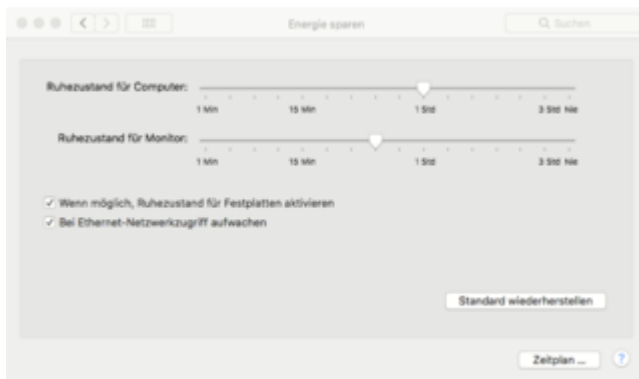 Energie sparen
Suchen
Ruhezustand für Computer:
1 Min 15 Min 1 Std 3 Std Nie
Ruhezustand für Monitor:
1 Min 15 Min 1 Std 3 Std Nie
Wenn möglich, Ruhezustand für Festplatten aktivieren
Bei Ethernet-Netzwerkzugriff aufwachen
Standard wiederherstellen
Zeitplan ... ?